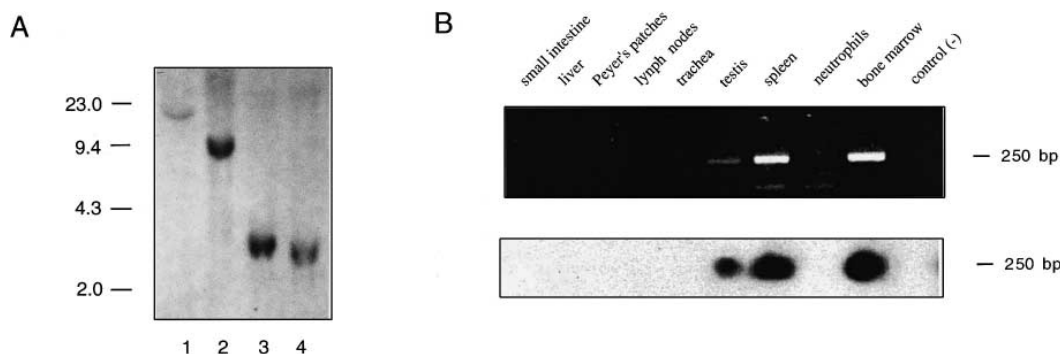 A
23.0
9.4
4.3
2.0
1 2 3 4
B
small intestine
liver
Peyer's patches
lynph nodes
trachea
testis
spleen
neutrophils
bone marrow
control (-)
250 bp
250 bp